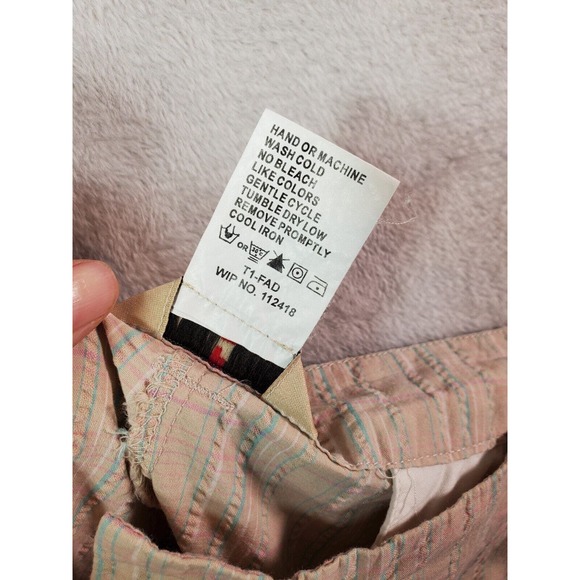 HAND OR MACHINE
WASH COLD
NO BLEACH
LIKE COLORS
GENTLE CYCLE
TUMBLE DRY LOW
REMOVE PROMPTLY
COOL IRON
OR 30°C
T1-FAD
WIP NO. 112418